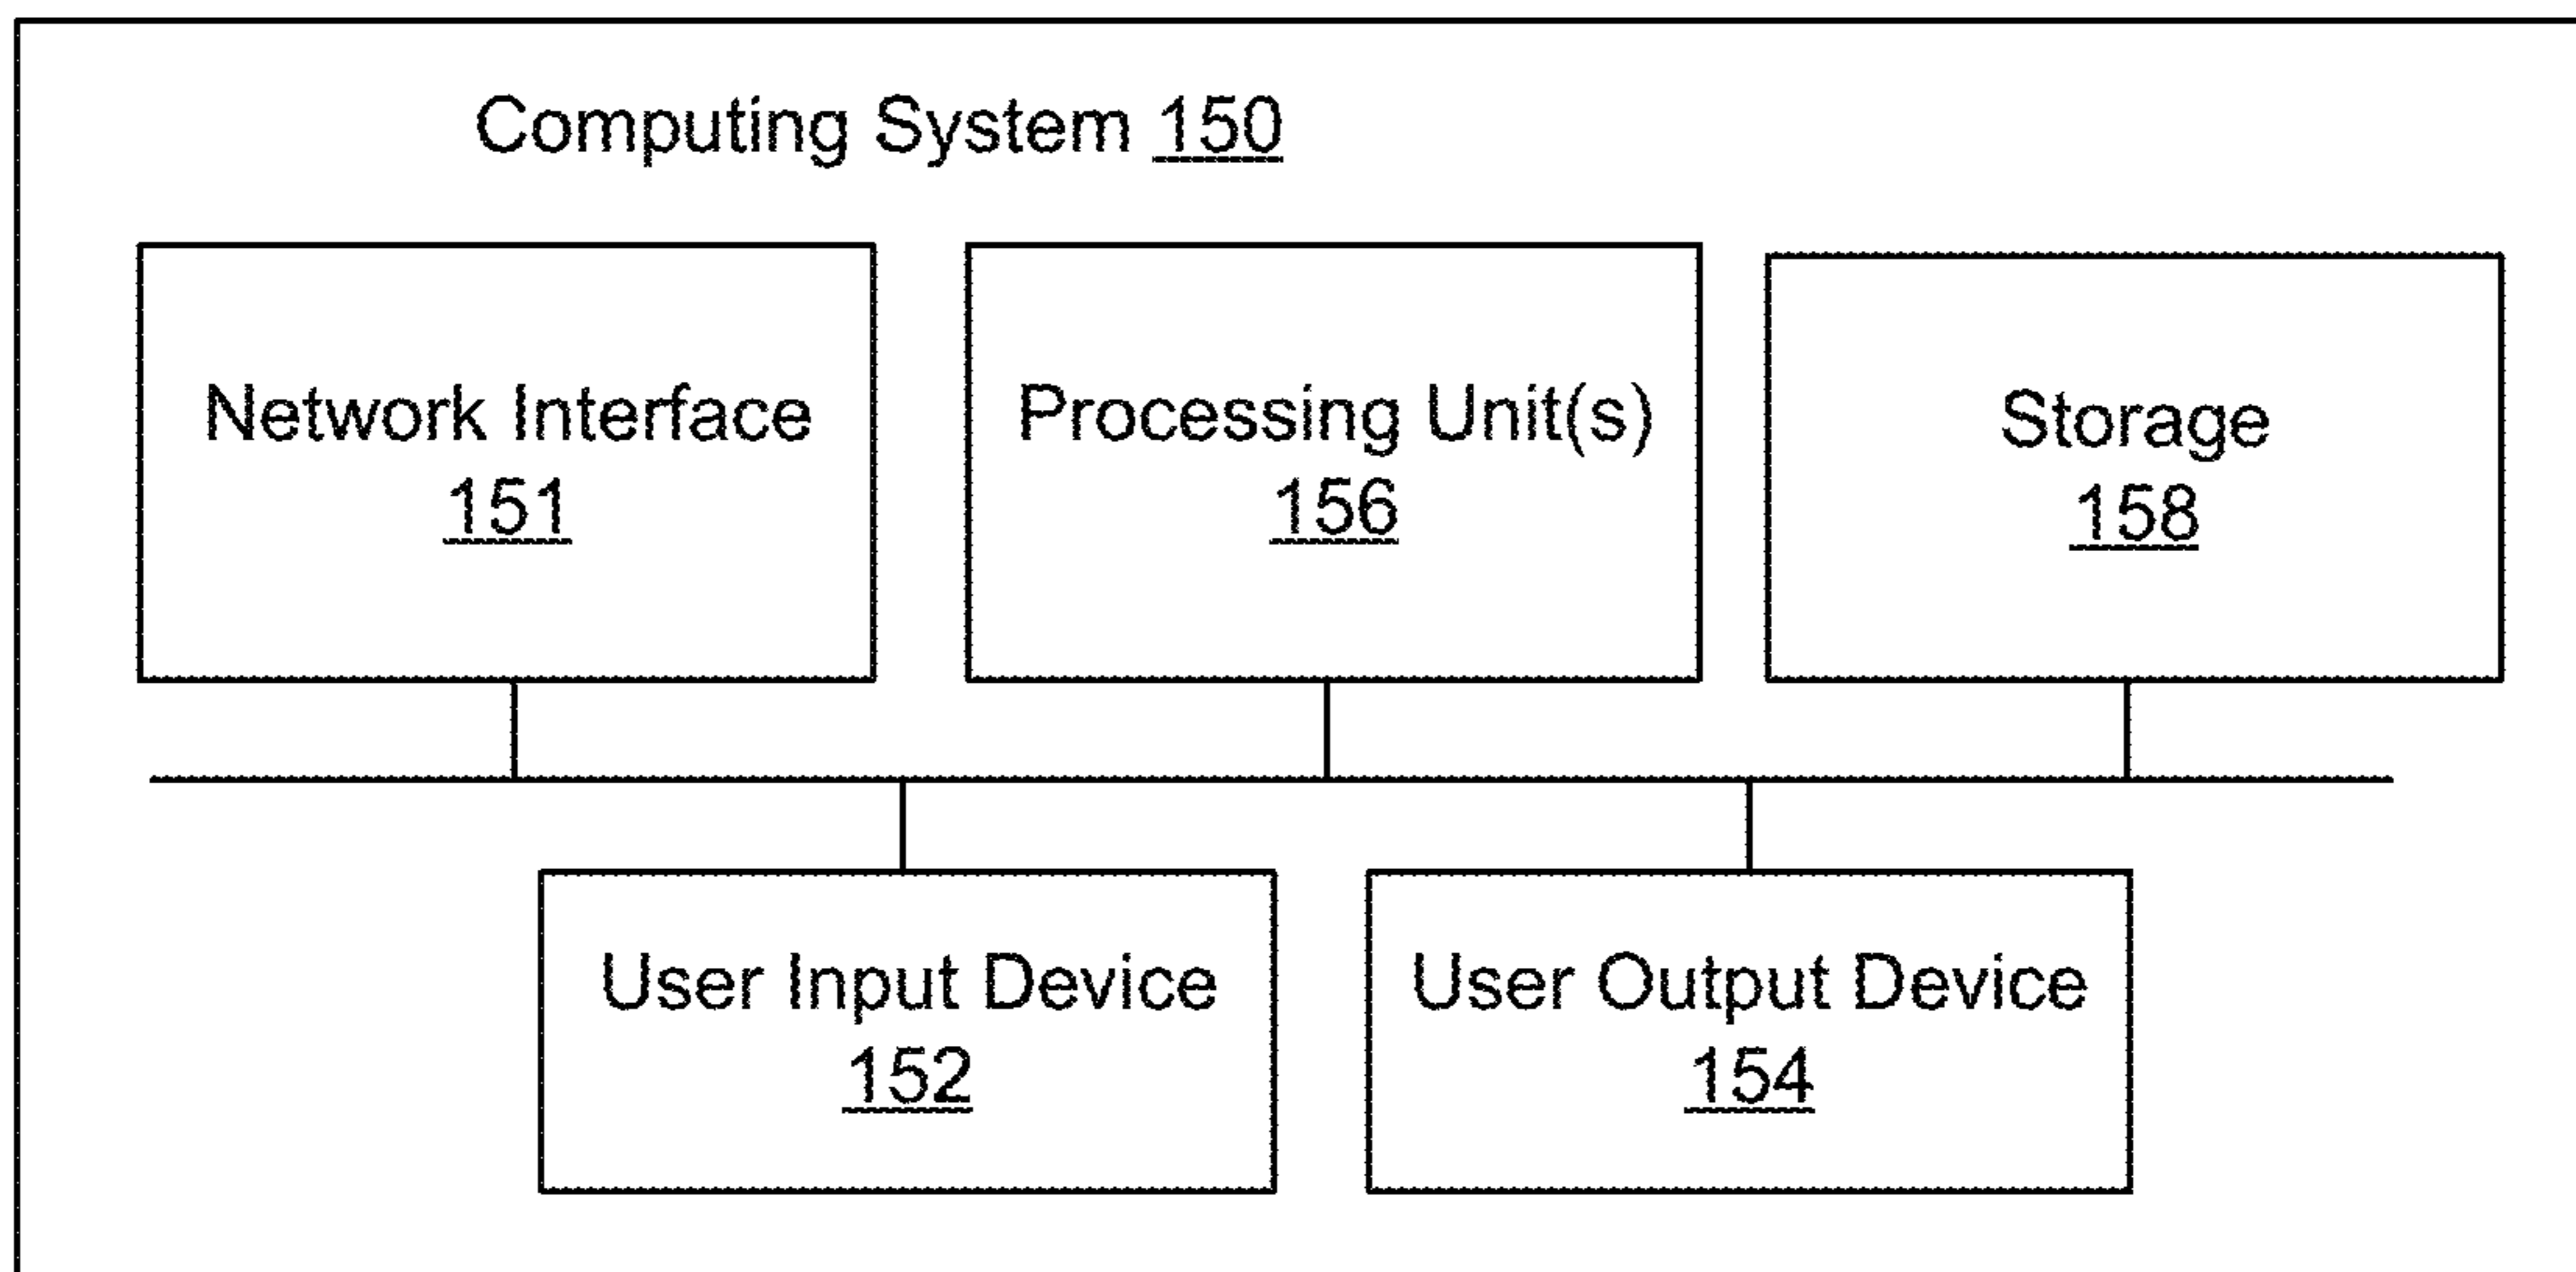 Computing System 150
Network Interface
151
Processing Unit(s)
156
Storage
158
User Input Device
152
User Output Device
154